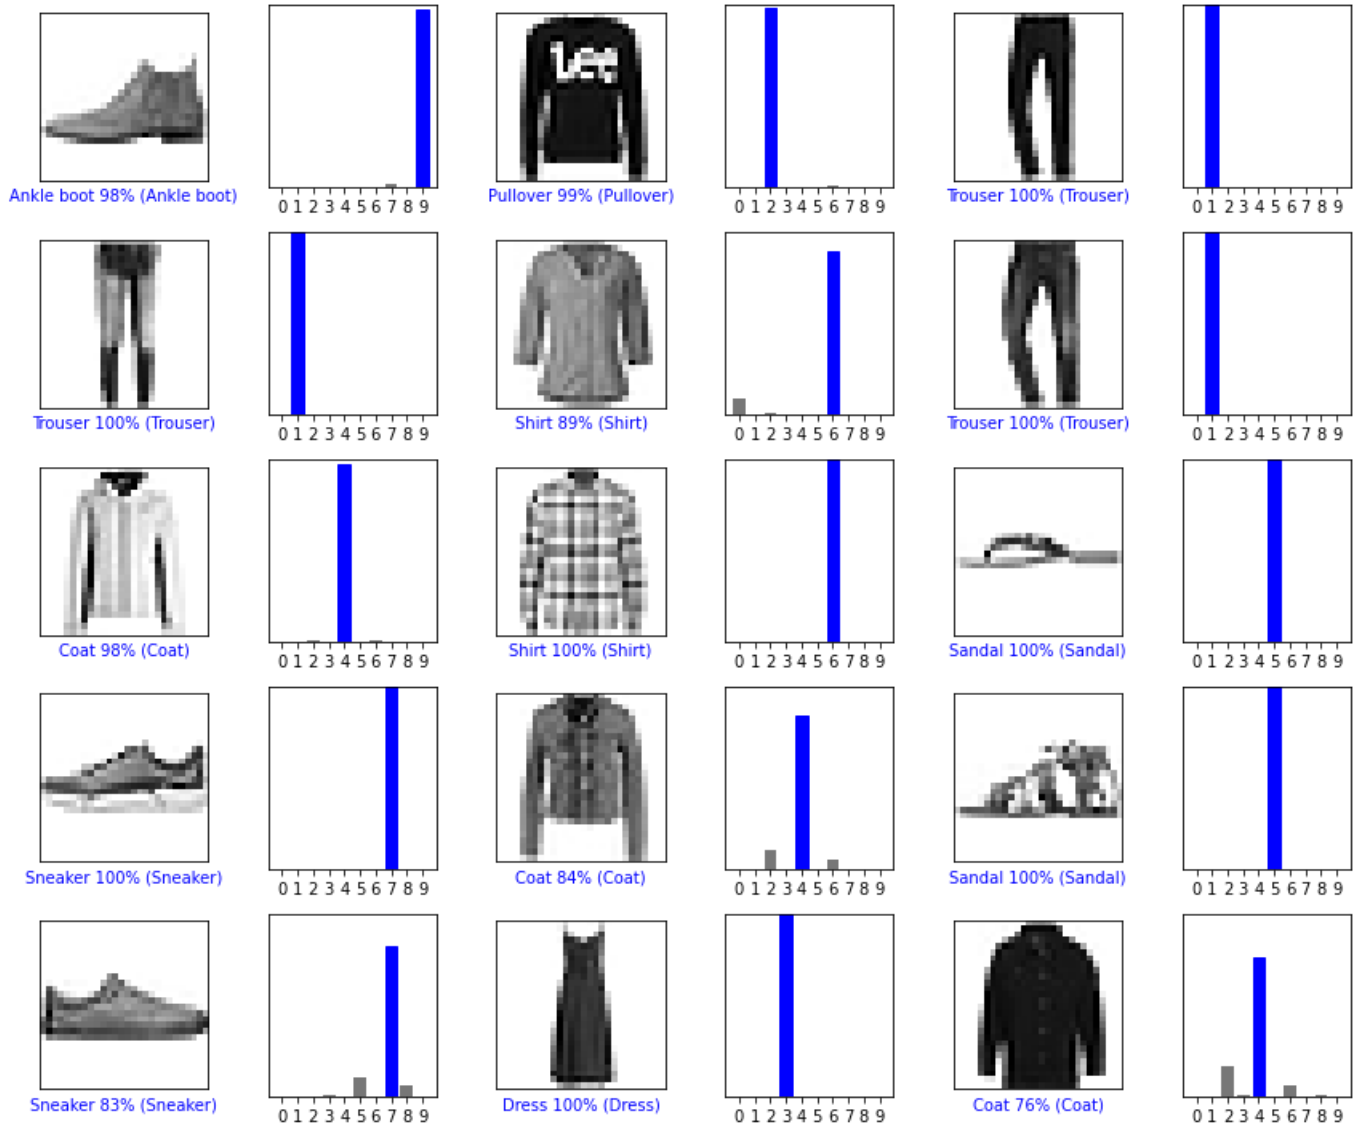 0 1 2 3 4 5 6 7 8 9 0 1 2 3 4 5 6 7 8 9 0 1 2 3 4 5 6 7 8 9
Ankle boot 98% (Ankle boot) Pullover 99% (Pullover) Trouser 100% (Trouser)
Lee
0 1 2 3 4 5 6 7 8 9 0 1 2 3 4 5 6 7 8 9 0 1 2 3 4 5 6 7 8 9
Trouser 100% (Trouser) Shirt 89% (Shirt) Trouser 100% (Trouser)
0 1 2 3 4 5 6 7 8 9 0 1 2 3 4 5 6 7 8 9 0 1 2 3 4 5 6 7 8 9
Coat 98% (Coat) Shirt 100% (Shirt) Sandal 100% (Sandal)
0 1 2 3 4 5 6 7 8 9 0 1 2 3 4 5 6 7 8 9 0 1 2 3 4 5 6 7 8 9
Sneaker 100% (Sneaker) Coat 84% (Coat) Sandal 100% (Sandal)
0 1 2 3 4 5 6 7 8 9 0 1 2 3 4 5 6 7 8 9 0 1 2 3 4 5 6 7 8 9
Sneaker 83% (Sneaker) Dress 100% (Dress) Coat 76% (Coat)